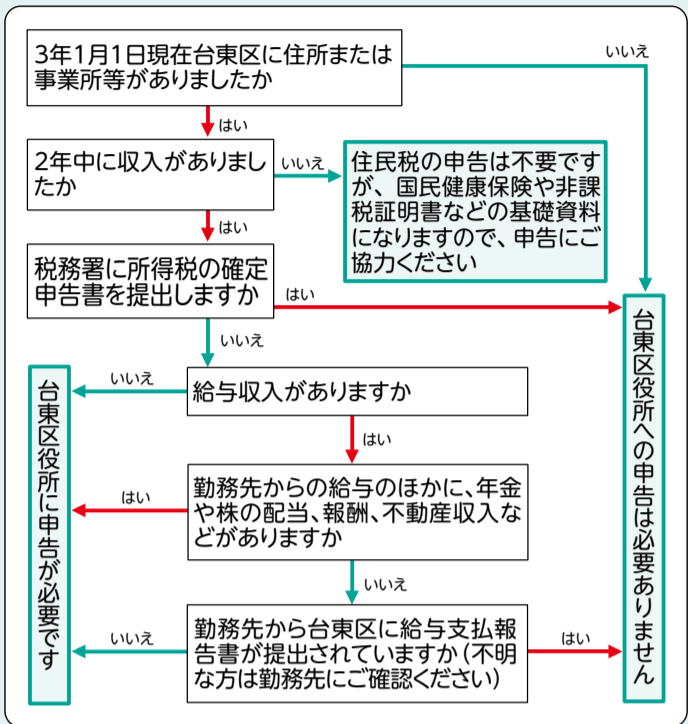 3年1月1日現在台東区に住所または
事業所等がありましたか
いいえ
はい
2年中に収入がありまし
たか
いいえ
住民税の申告は不要です
が、国民健康保険や非課
税証明書などの基礎資料
になりますので、申告にご
協力ください
はい
税務署に所得税の確定
申告書を提出しますか
はい
いいえ
給与収入がありますか
いいえ
はい
勤務先からの給与のほかに、年金
や株の配当、報酬、不動産収入な
どがありますか
はい
いいえ
勤務先から台東区に給与支払報
告書が提出されていますか(不明
な方は勤務先にご確認ください)
いいえ
はい
台東区役所に申告が必要です
台東区役所への申告は必要ありません